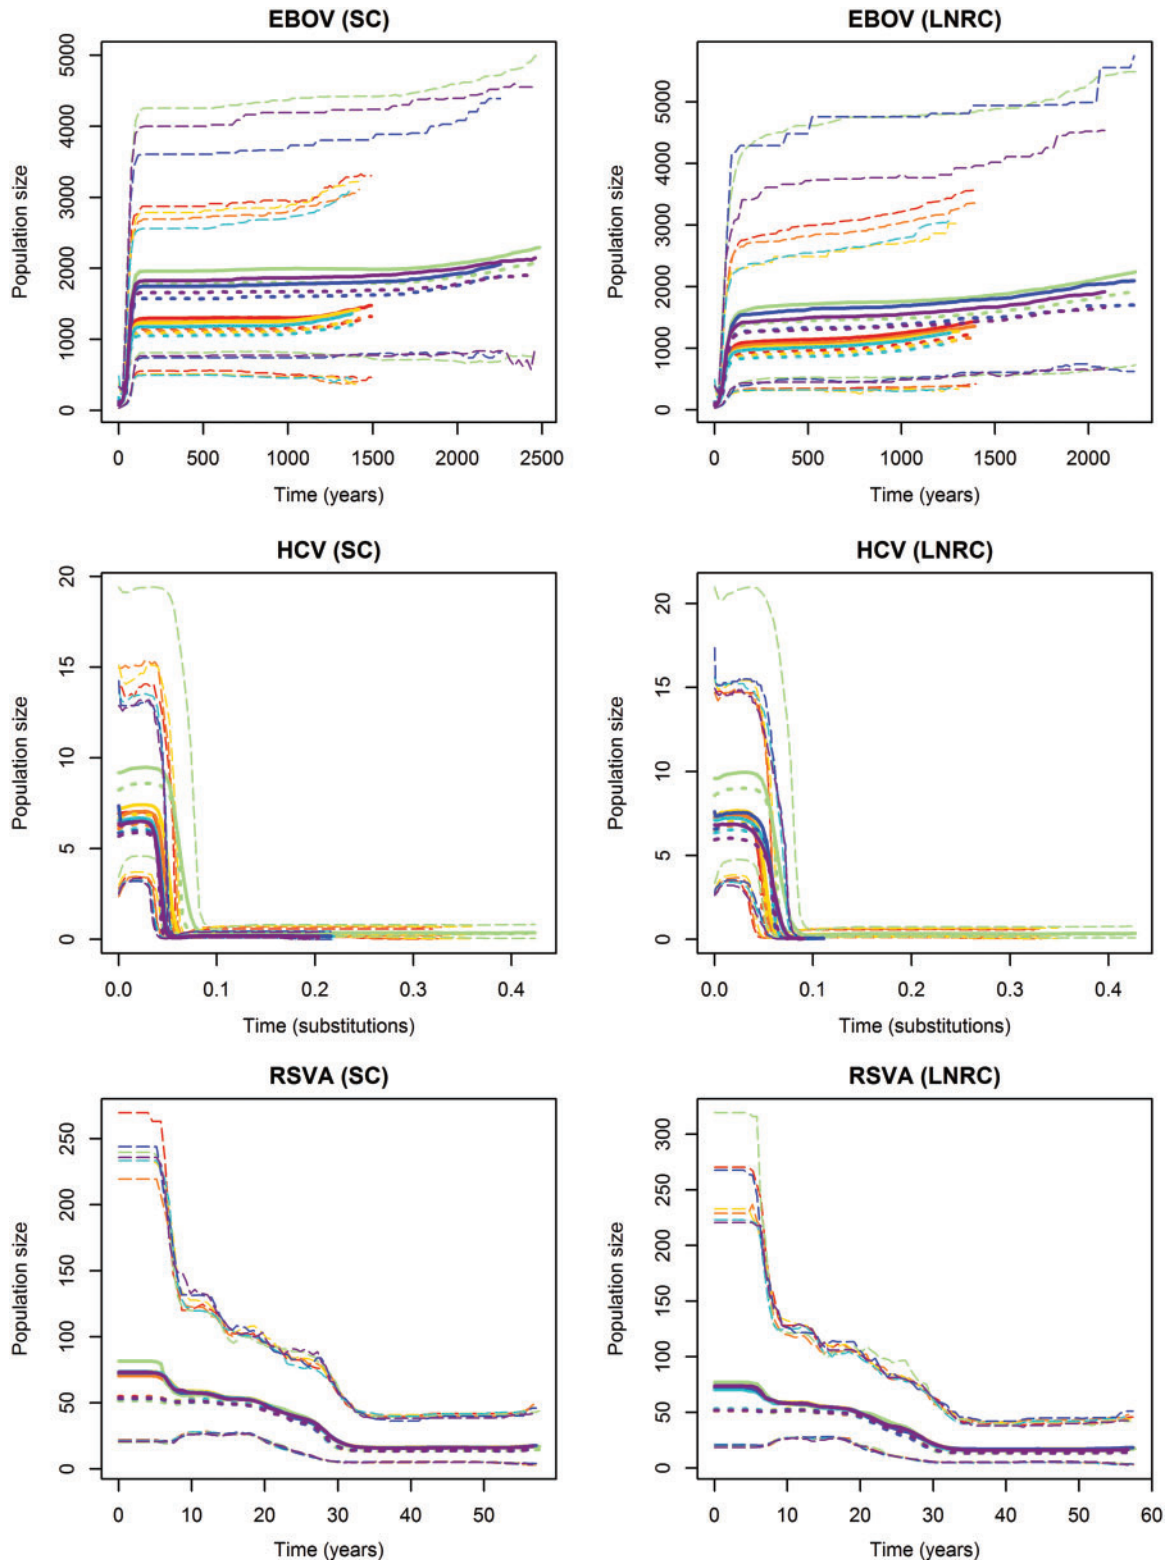 EBOV (SC)
Population size
0 1000 2000 3000 4000 5000
0 500 1000 1500 2000 2500
Time (years)
EBOV (LNRC)
Population size
0 1000 2000 3000 4000 5000
0 500 1000 1500 2000
Time (years)
HCV (SC)
Population size
0 5 10 15 20
0.0 0.1 0.2 0.3 0.4
Time (substitutions)
HCV (LNRC)
Population size
0 5 10 15 20
0.0 0.1 0.2 0.3 0.4
Time (substitutions)
RSVA (SC)
Population size
0 50 100 150 200 250
0 10 20 30 40 50
Time (years)
RSVA (LNRC)
Population size
0 50 100 150 200 250 300
0 10 20 30 40 50 60
Time (years)